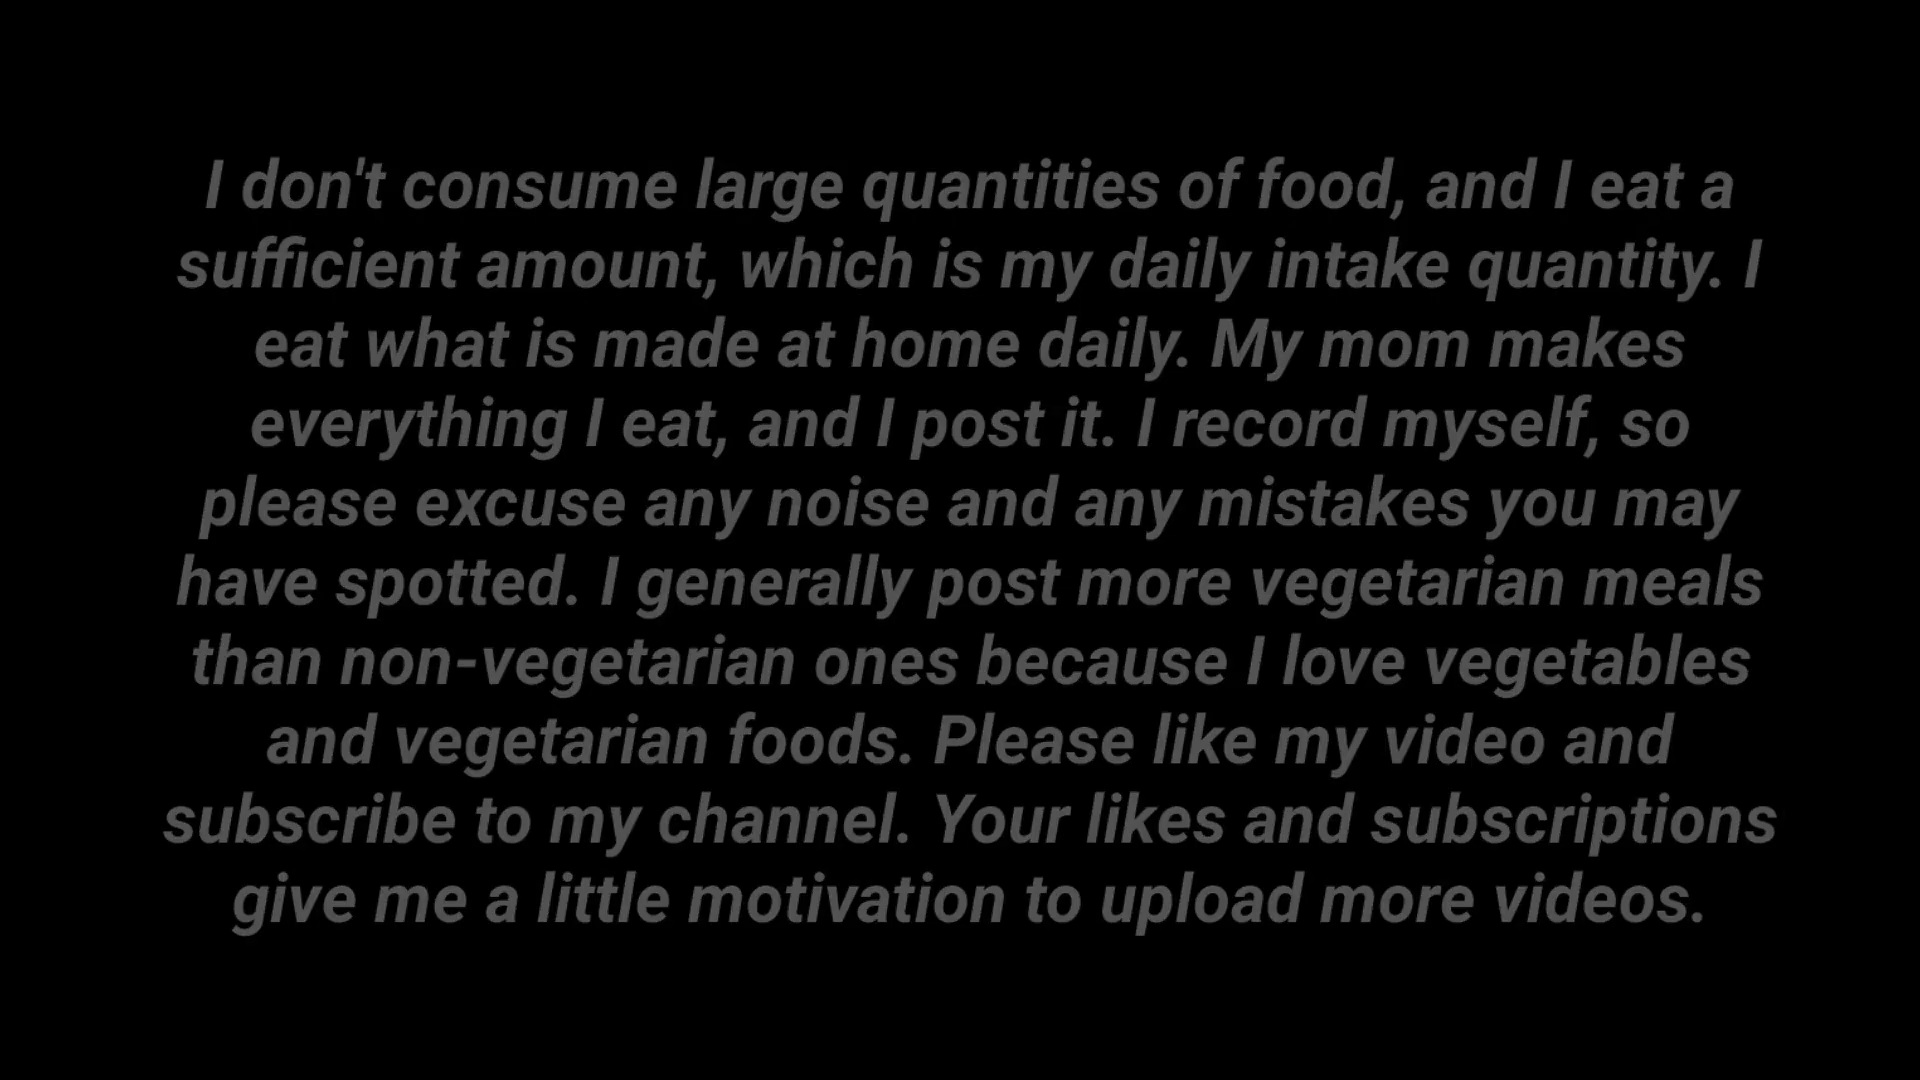 I don't consume large quantities of food, and I eat a
sufficient amount, which is my daily intake quantity. I
eat what is made at home daily. My mom makes
everything I eat, and I post it. I record myself, so
please excuse any noise and any mistakes you may
have spotted. I generally post more vegetarian meals
than non-vegetarian ones because I love vegetables
and vegetarian foods. Please like my video and
subscribe to my channel. Your likes and subscriptions
give me a little motivation to upload more videos.